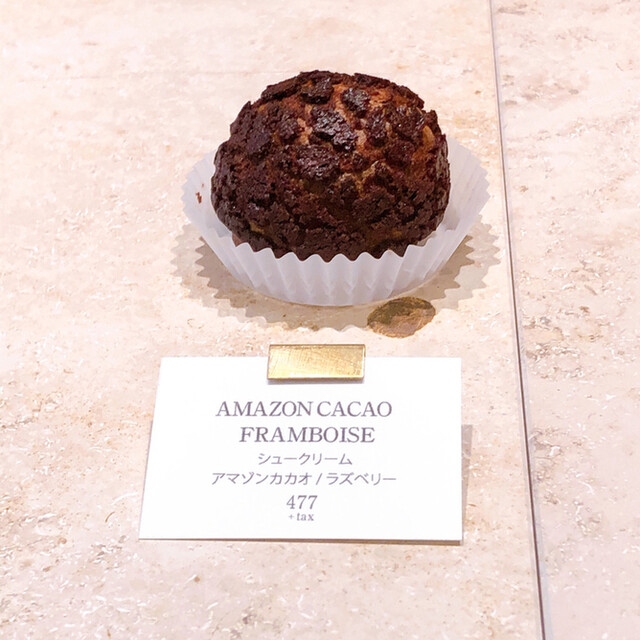 AMAZON CACAO
FRAMBOISE
シュークリーム
アマゾンカカオ / ラズベリー
477
+ tax